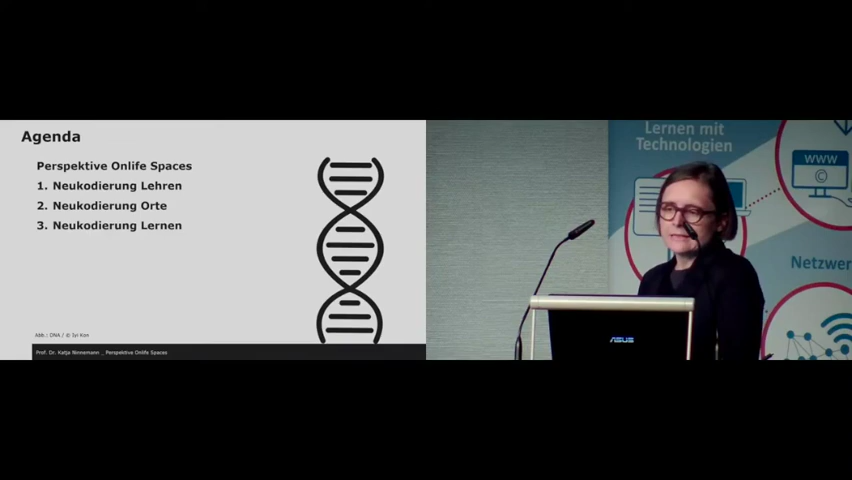 Agenda
Perspektive Onlife Spaces
1. Neukodierung Lehren
2. Neukodierung Orte
3. Neukodierung Lernen
Abb.: DNA / © Iyi Kon
Prof. Dr. Katja Ninnemann _ Perspektive Onlife Spaces
Lernen mit
Technologien
WWW
©
Netzwer
ASUS